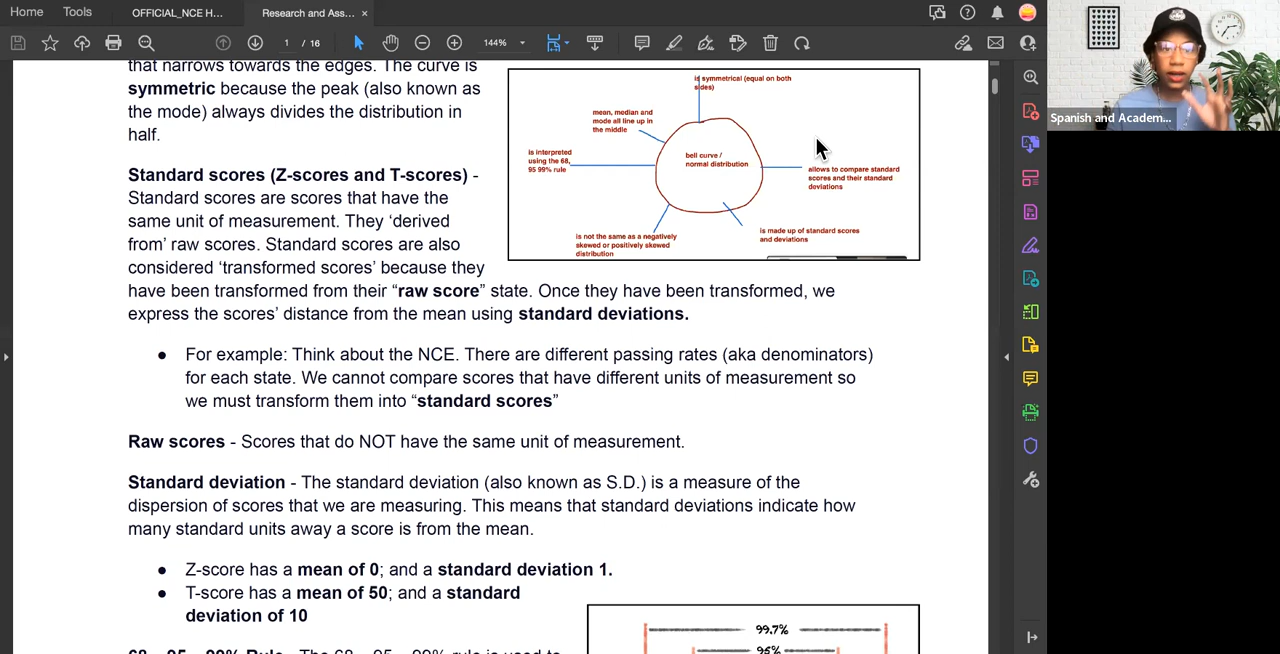 Home
Tools
OFFICIAL_NCE H...
Research and Ass...
×
1 / 16
144%
that narrows towards the edges. The curve is
symmetric because the peak (also known as
the mode) always divides the distribution in
half.
is symmetrical (equal on both
sides)
mean, median and
mode all line up in
the middle
is interpreted
using the 68,
95 99% rule
bell curve /
normal distribution
allows to compare standard
scores and their standard
deviations
is not the same as a negatively
skewed or positively skewed
distribution
is made up of standard scores
and deviations
Standard scores (Z-scores and T-scores) -
Standard scores are scores that have the
same unit of measurement. They ‘derived
from’ raw scores. Standard scores are also
considered ‘transformed scores’ because they
have been transformed from their “raw score” state. Once they have been transformed, we
express the scores’ distance from the mean using standard deviations.
● For example: Think about the NCE. There are different passing rates (aka denominators)
for each state. We cannot compare scores that have different units of measurement so
we must transform them into “standard scores”
Raw scores - Scores that do NOT have the same unit of measurement.
Standard deviation - The standard deviation (also known as S.D.) is a measure of the
dispersion of scores that we are measuring. This means that standard deviations indicate how
many standard units away a score is from the mean.
● Z-score has a mean of 0; and a standard deviation 1.
● T-score has a mean of 50; and a standard
deviation of 10
99.7%
95%
68 - 95 - 99% Rule - The 68 - 95 - 99% rule is used to
Spanish and Academ...